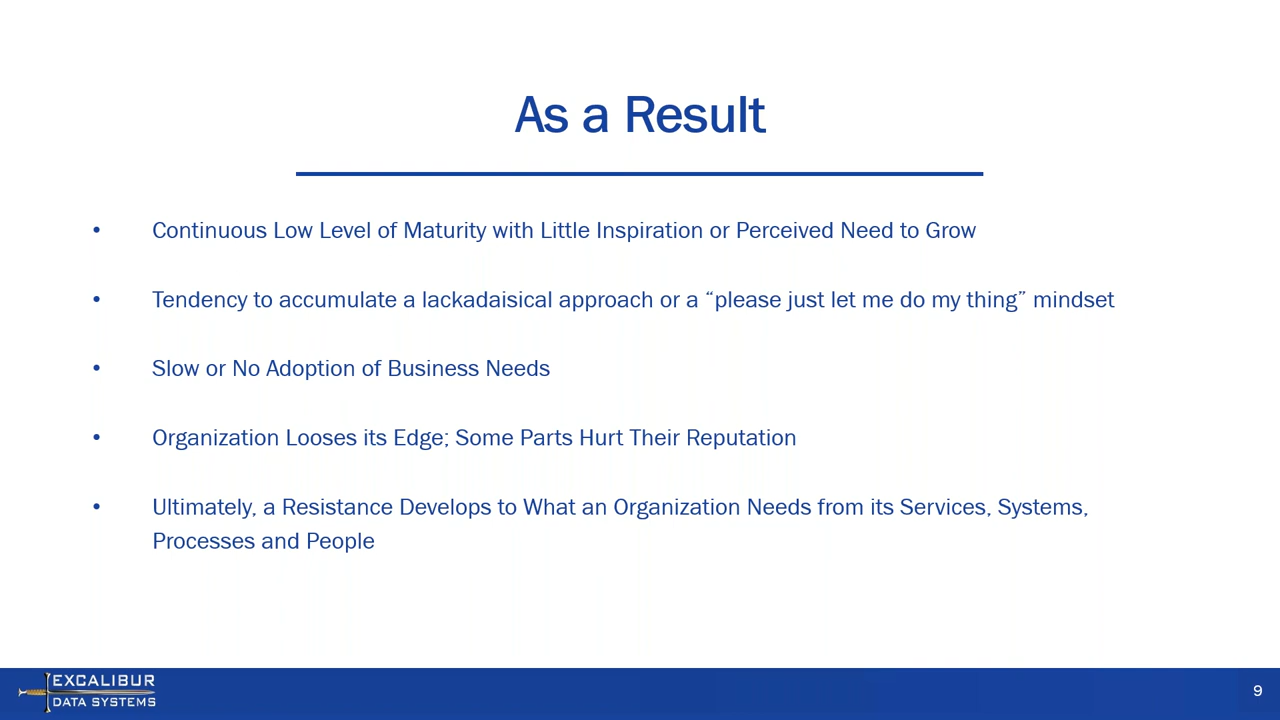 As a Result
• Continuous Low Level of Maturity with Little Inspiration or Perceived Need to Grow
• Tendency to accumulate a lackadaisical approach or a “please just let me do my thing” mindset
• Slow or No Adoption of Business Needs
• Organization Looses its Edge; Some Parts Hurt Their Reputation
• Ultimately, a Resistance Develops to What an Organization Needs from its Services, Systems,
Processes and People
EXCALIBUR
DATA SYSTEMS
9